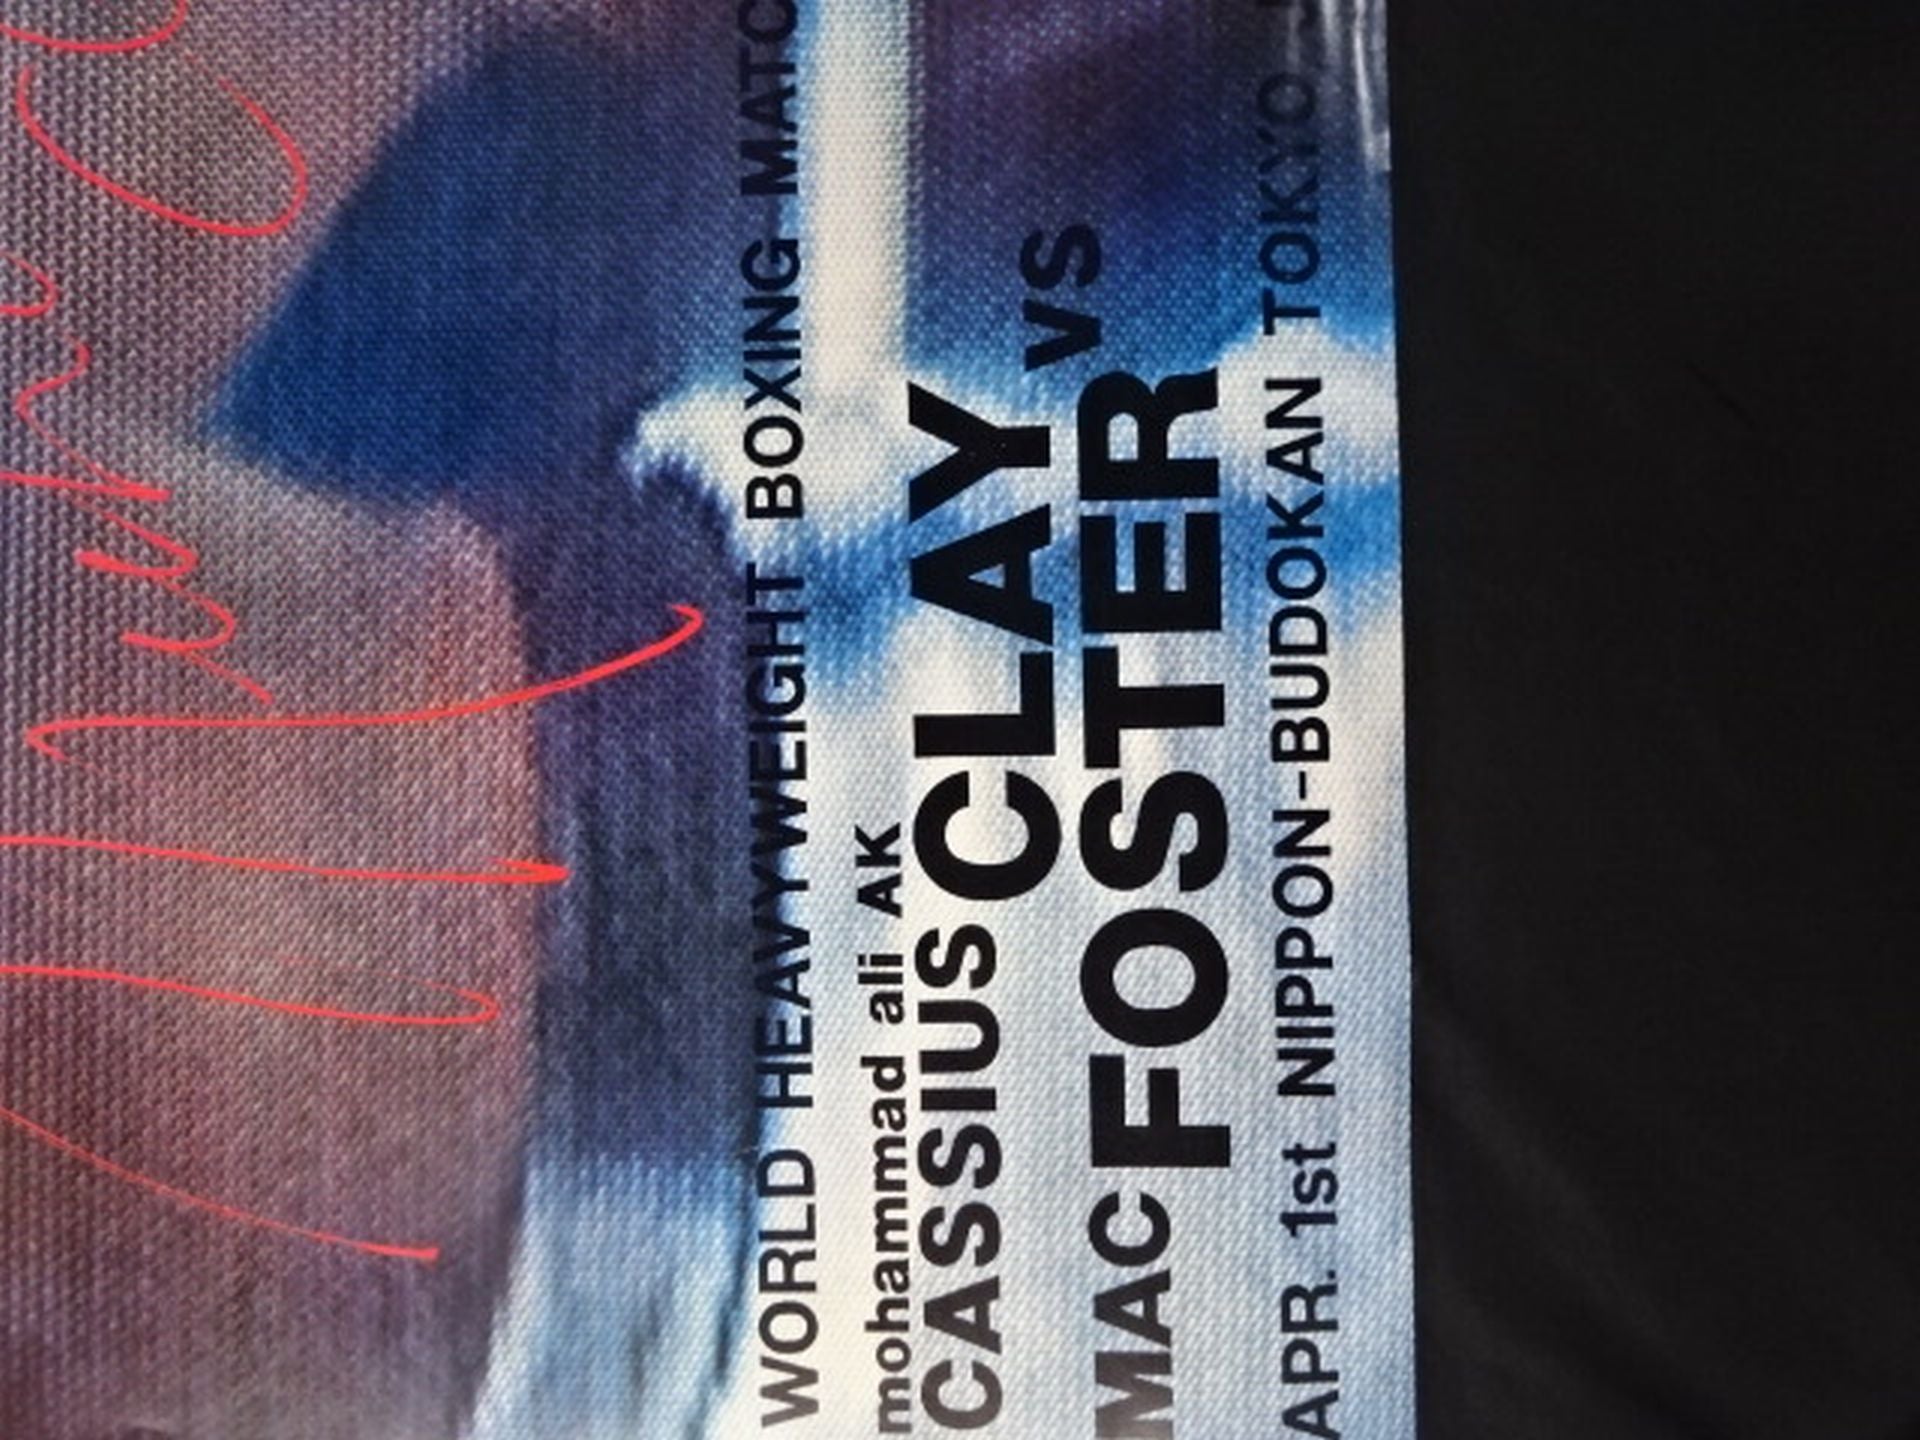 WORLD HEAVYWEIGHT BOXING MATC
mohammad ali AK
CASSIUS CLAY VS
MAC FOSTER
APR. 1st NIPPON-BUDOKAN TOKYO